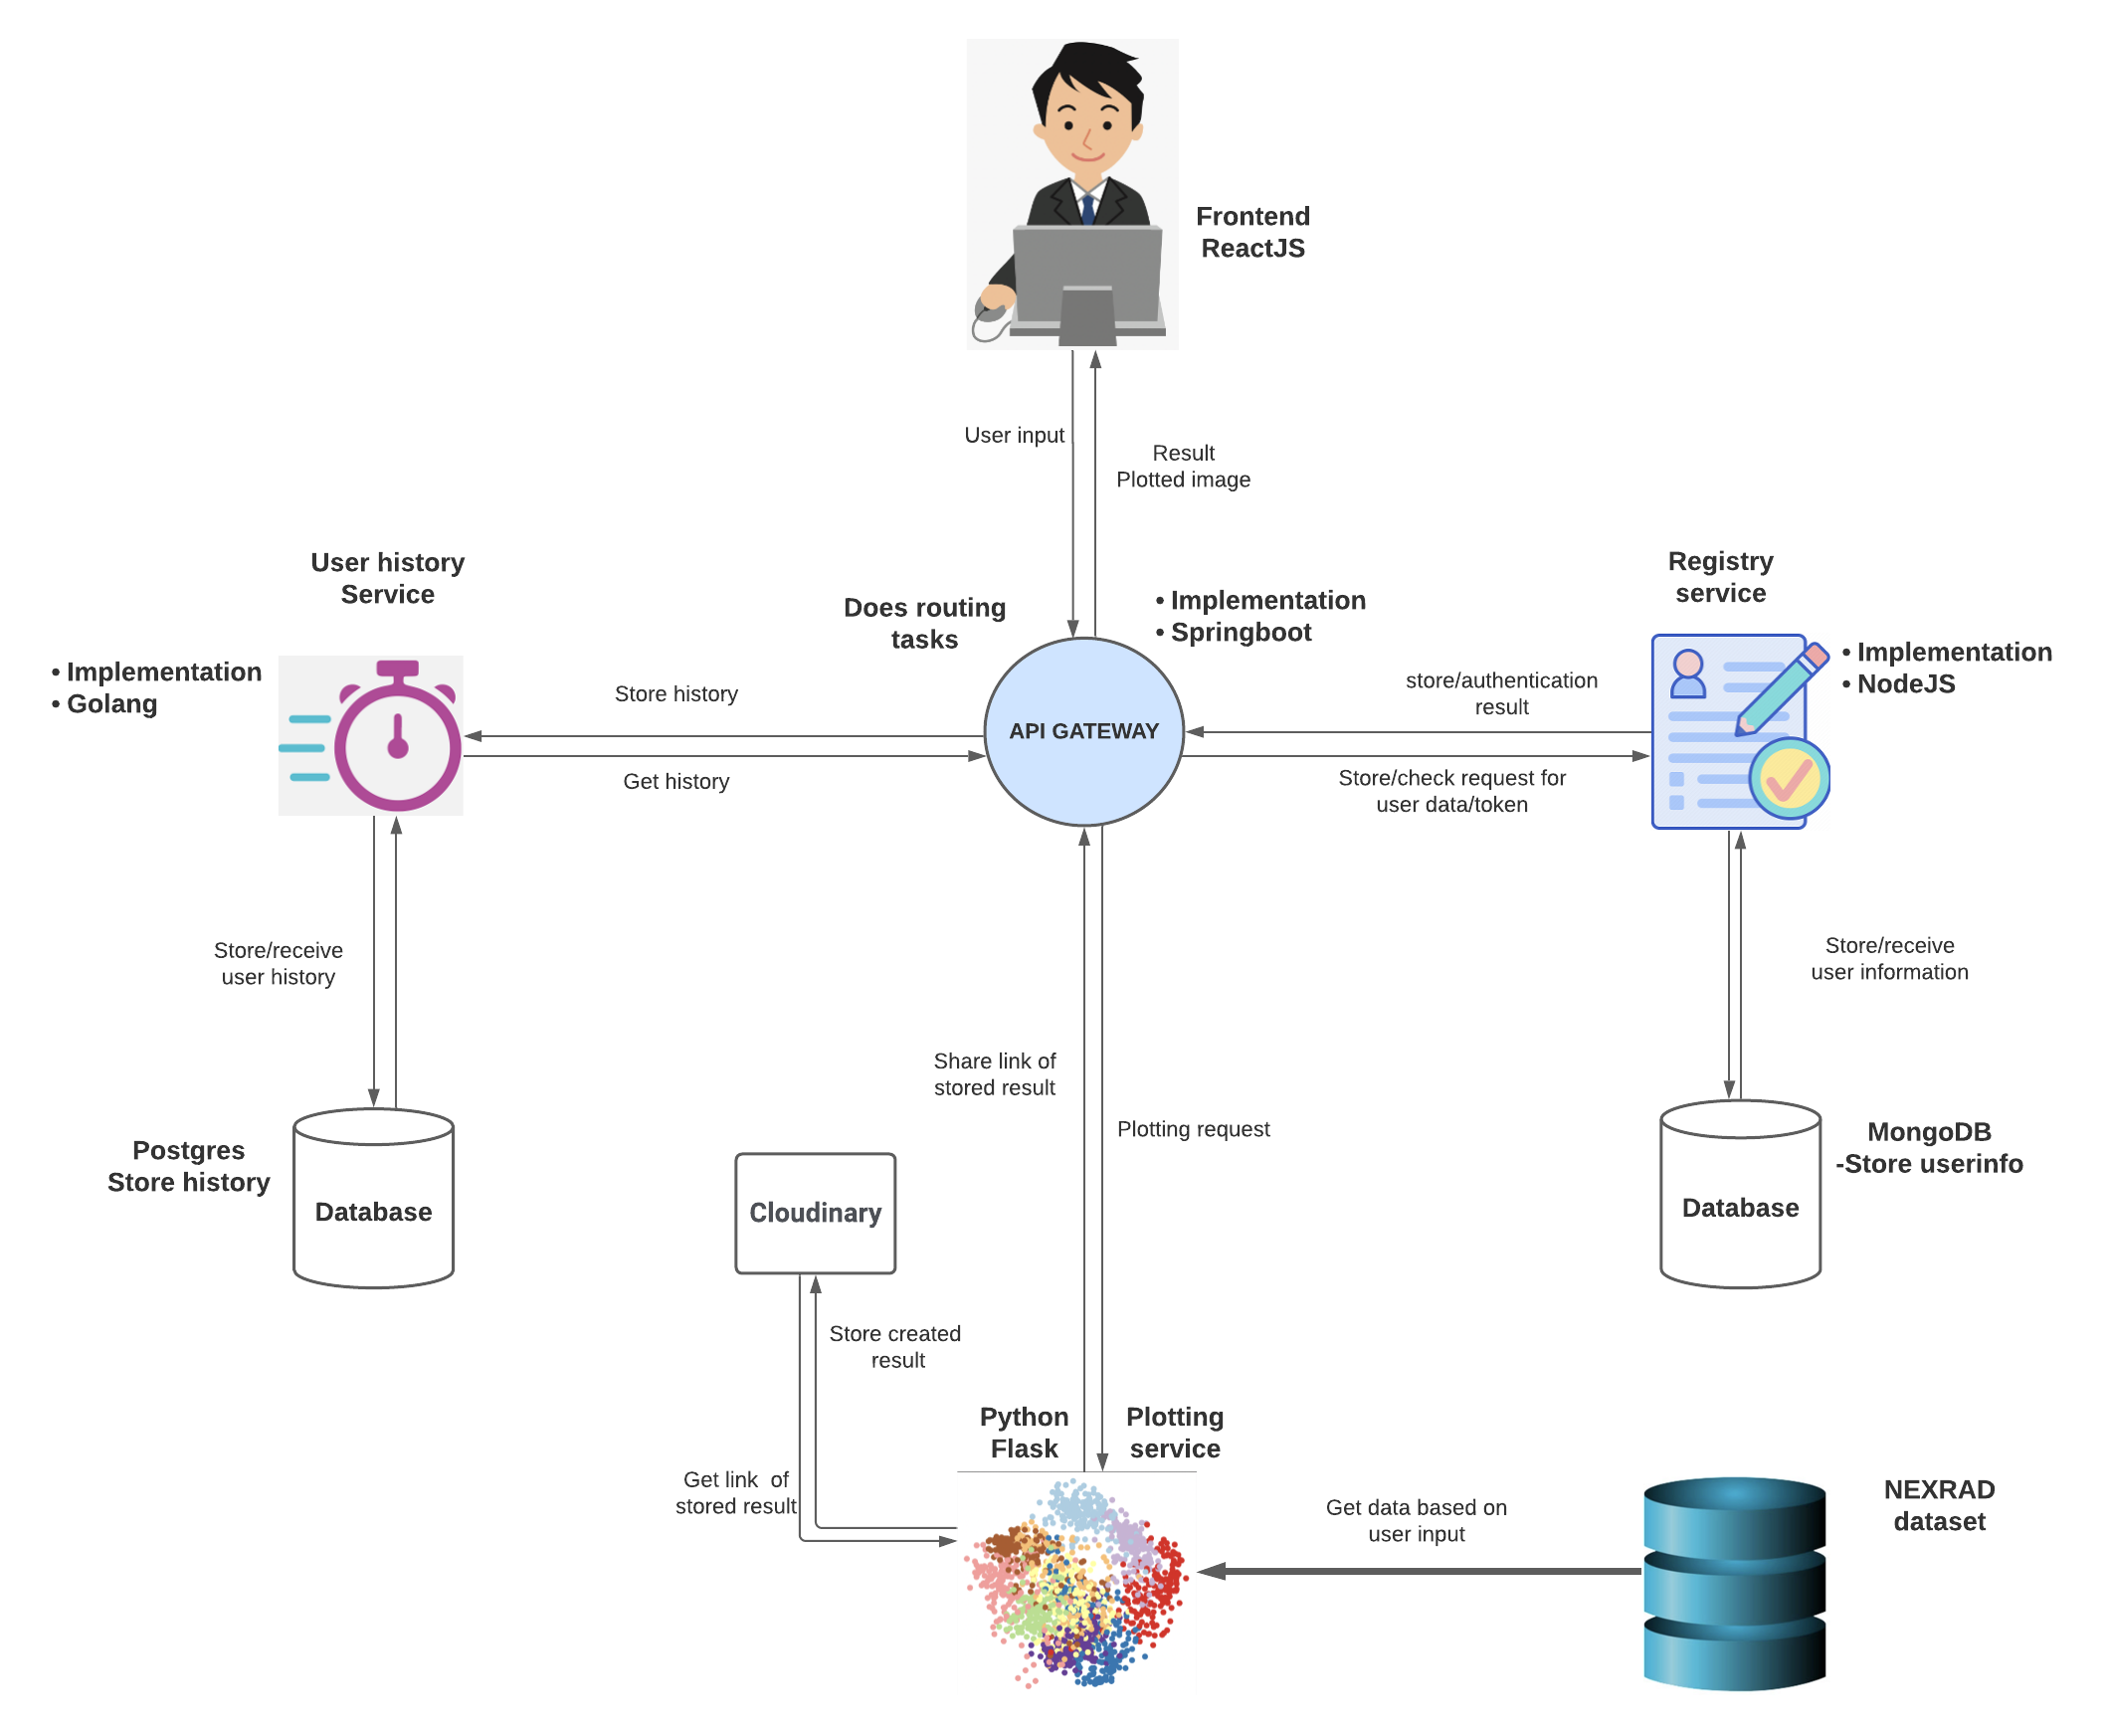 Frontend
ReactJS
User input
Result
Plotted image
User history
Service
• Implementation
• Golang
Does routing
tasks
• Implementation
• Springboot
Registry
service
• Implementation
• NodeJS
Store history
Get history
API GATEWAY
store/authentication
result
Store/check request for
user data/token
Store/receive
user history
Store/receive
user information
Share link of
stored result
Plotting request
Postgres
Store history
Database
Cloudinary
MongoDB
-Store userinfo
Database
Store created
result
Get link  of
stored result
Python
Flask
Plotting
service
Get data based on
user input
NEXRAD
dataset